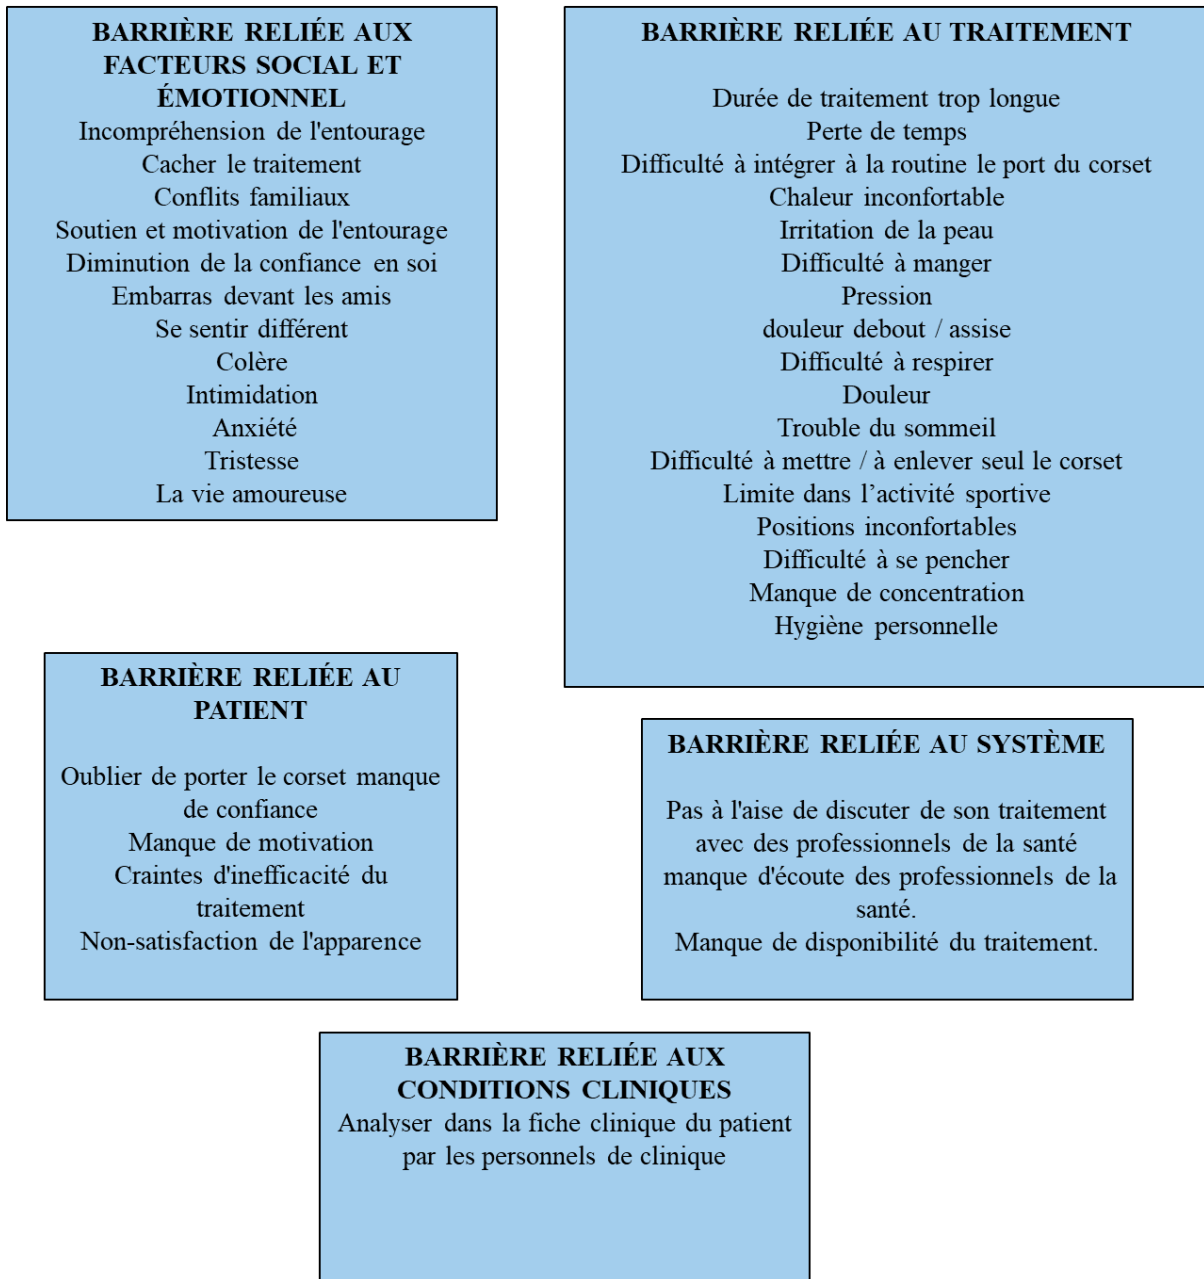 BARRIÈRE RELIÉE AUX
FACTEURS SOCIAL ET
ÉMOTIONNEL
Incompréhension de l'entourage
Cacher le traitement
Conflits familiaux
Soutien et motivation de l'entourage
Diminution de la confiance en soi
Embarras devant les amis
Se sentir différent
Colère
Intimidation
Anxiété
Tristesse
La vie amoureuse
BARRIÈRE RELIÉE AU TRAITEMENT
Durée de traitement trop longue
Perte de temps
Difficulté à intégrer à la routine le port du corset
Chaleur inconfortable
Irritation de la peau
Difficulté à manger
Pression
douleur debout / assise
Difficulté à respirer
Douleur
Trouble du sommeil
Difficulté à mettre / à enlever seul le corset
Limite dans l’activité sportive
Positions inconfortables
Difficulté à se pencher
Manque de concentration
Hygiène personnelle
BARRIÈRE RELIÉE AU
PATIENT
Oublier de porter le corset manque
de confiance
Manque de motivation
Craintes d'inefficacité du
traitement
Non-satisfaction de l'apparence
BARRIÈRE RELIÉE AU SYSTÈME
Pas à l'aise de discuter de son traitement
avec des professionnels de la santé
manque d'écoute des professionnels de la
santé.
Manque de disponibilité du traitement.
BARRIÈRE RELIÉE AUX
CONDITIONS CLINIQUES
Analyser dans la fiche clinique du patient
par les personnels de clinique